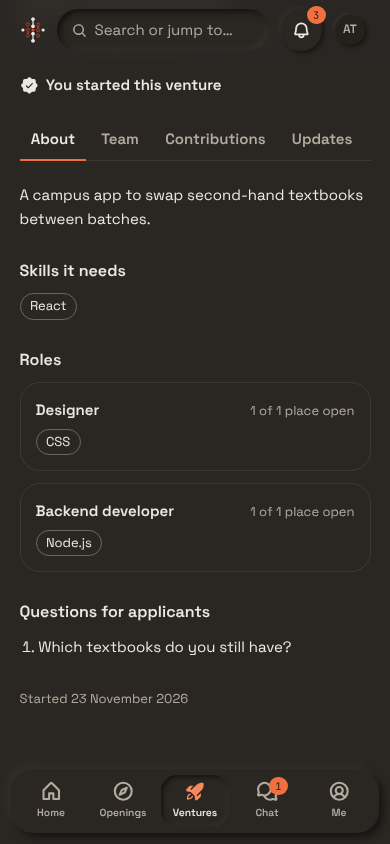 Search or jump to...
3
AT
You started this venture
About Team Contributions Updates
A campus app to swap second-hand textbooks
between batches.
Skills it needs
React
Roles
Designer 1 of 1 place open
CSS
Backend developer 1 of 1 place open
Node.js
Questions for applicants
1. Which textbooks do you still have?
Started 23 November 2026
1
Home Openings Ventures Chat Me